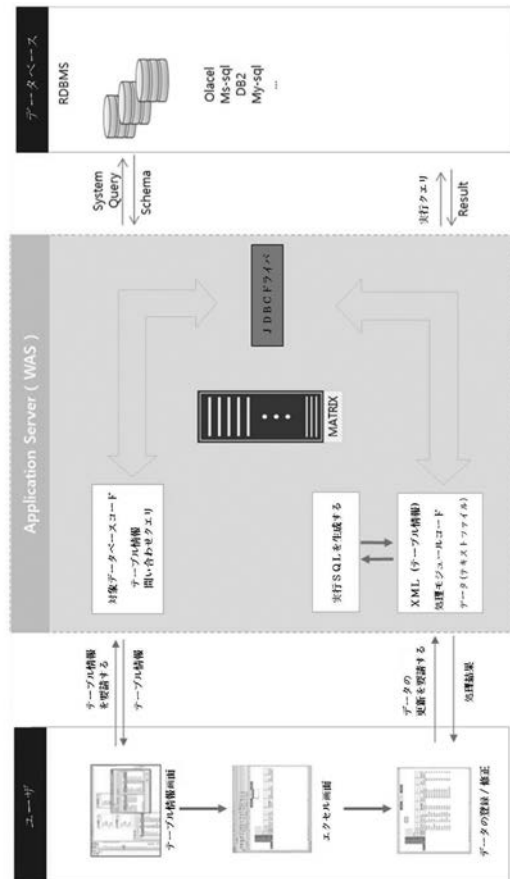 ユーザ
テーブル情報画面
エクセル画面
データの登録 / 修正
テーブル情報
を要請する
テーブル情報
データの
更新を要請する
処理結果
Application Server ( WAS )
対象データベースコード
テーブル情報
問い合わせクエリ
実行SQLを生成する
XML (テーブル情報)
処理モジュールコード
データ(テキストファイル)
MATRIX
JDBCドライバ
System
Query
Schema
実行クエリ
Result
データベース
RDBMS
Olacel
Ms-sql
DB2
My-sql
...